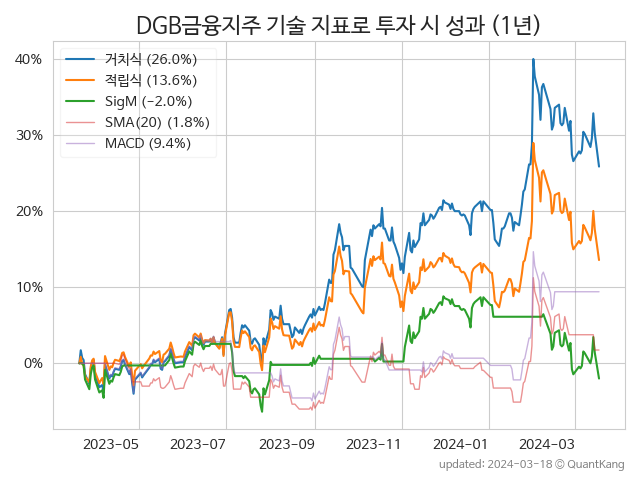 DGB금융지주 기술 지표로 투자 시 성과 (1년)
거치식 (26.0%)
적립식 (13.6%)
SigM (−2.0%)
SMA(20) (1.8%)
MACD (9.4%)
40%
30%
20%
10%
0%
2023-05 2023-07 2023-09 2023-11 2024-01 2024-03
updated: 2024-03-18 © QuantKang